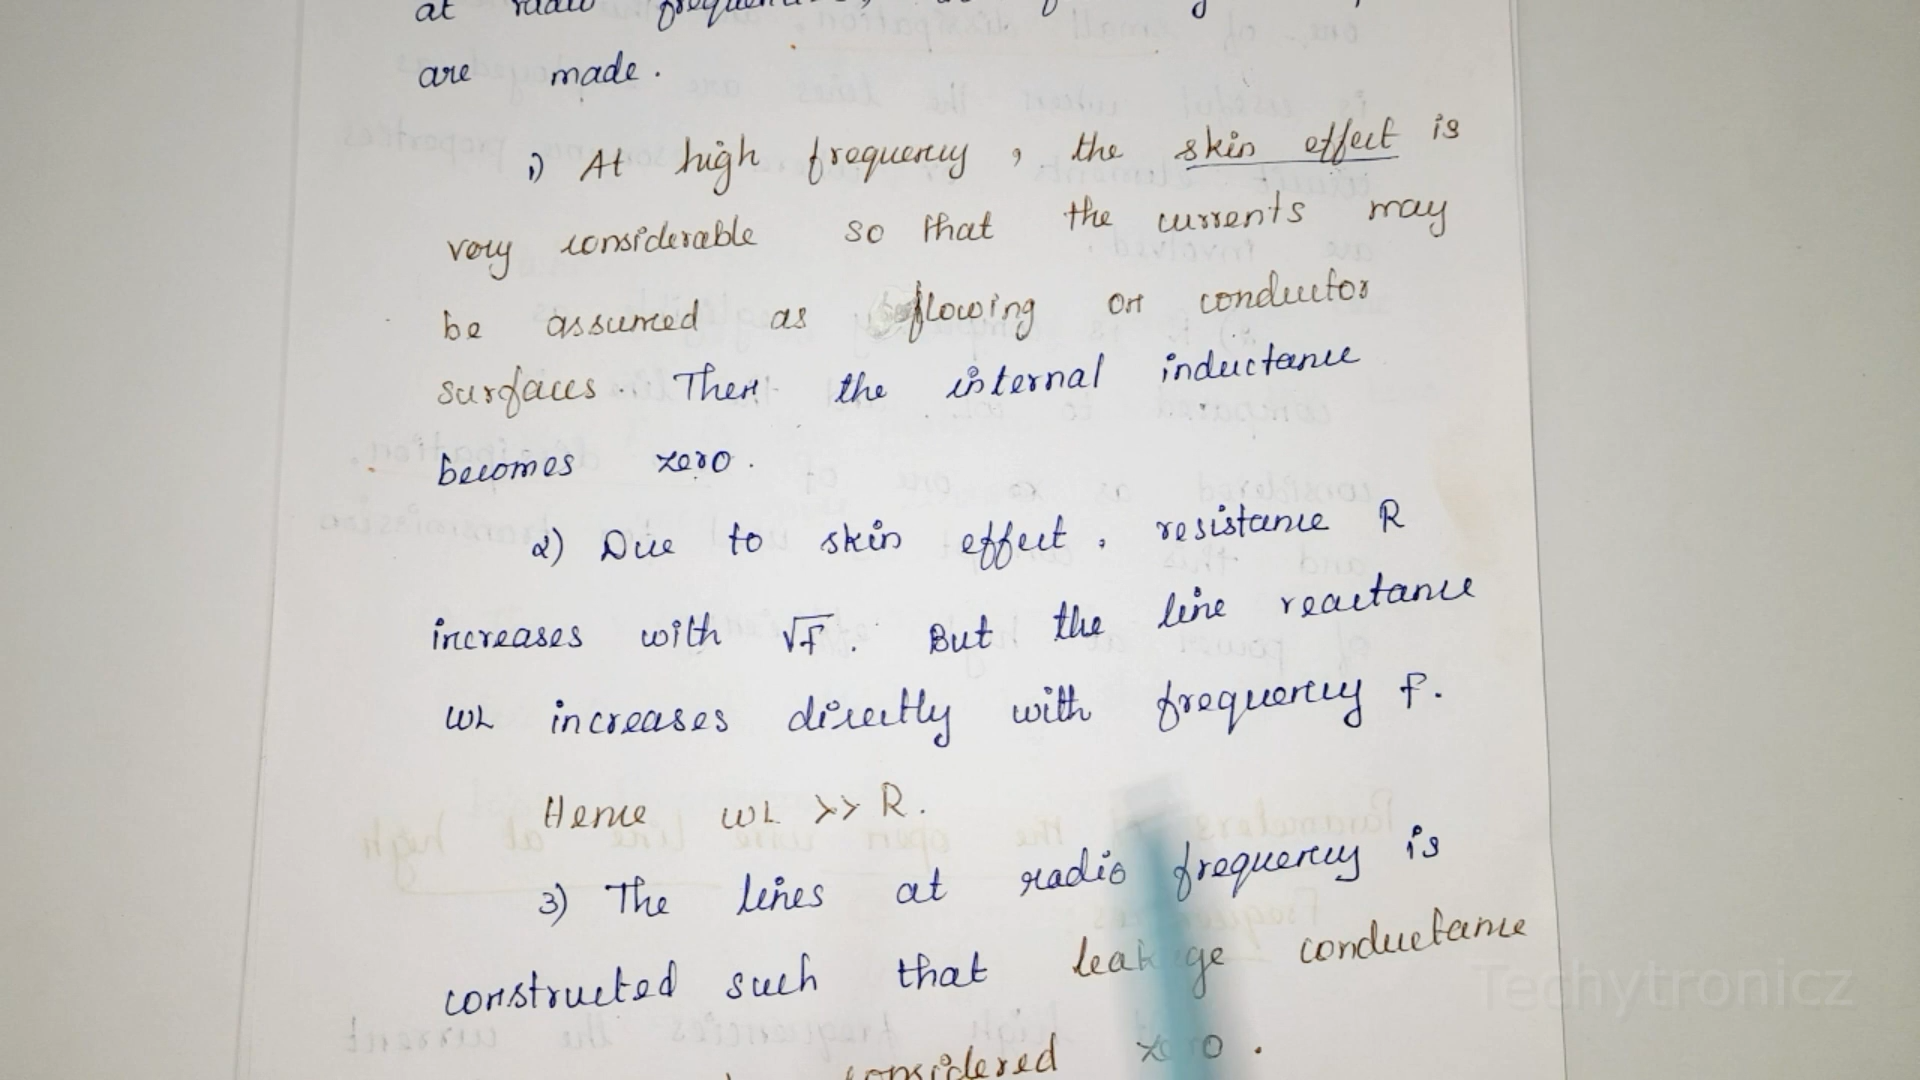 at radio
are made.
1) At high frequency, the skin effect is
very considerable so that the currents may
be assumed as flowing on conductor
surfaces. Then the internal inductance
becomes zero.
2) Due to skin effect, resistance R
increases with √f. But the line reactance
ωL increases directly with frequency f.
Hence ωL >> R.
3) The lines at radio frequency is
constructed such that leakage conductance
considered zero.
Techytronicz